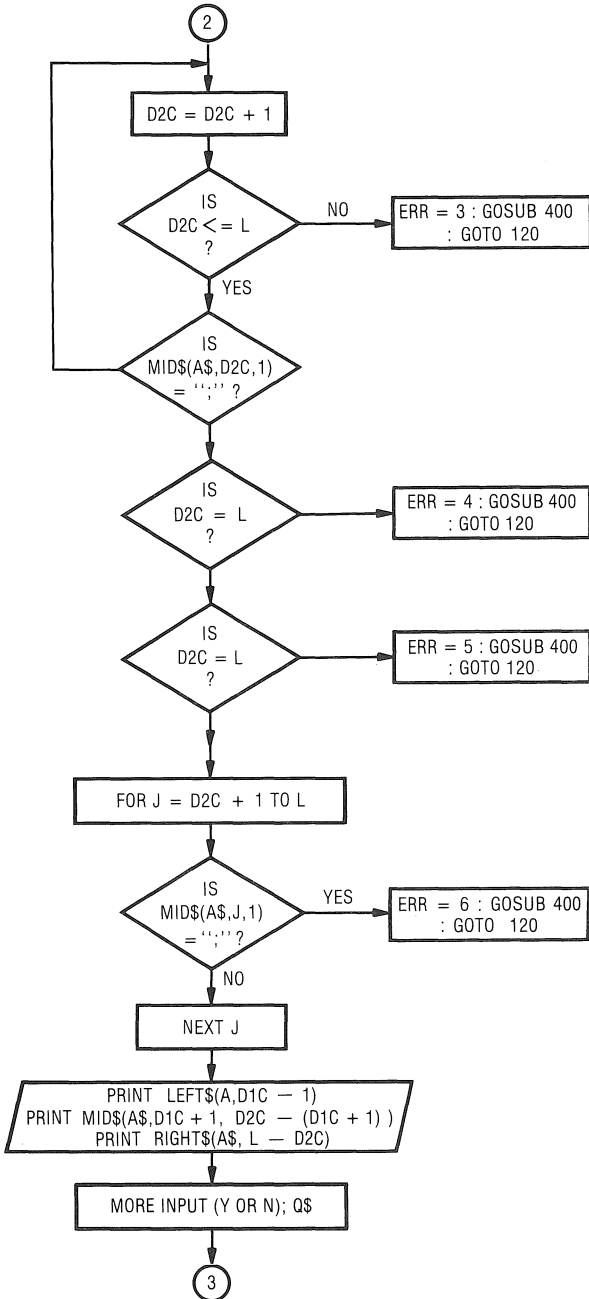 2
D2C = D2C + 1
IS
D2C <= L
?
NO
ERR = 3 : GOSUB 400
: GOTO 120
YES
IS
MID$(A$,D2C,1)
= ‘‘;’’ ?
IS
D2C = L
?
ERR = 4 : GOSUB 400
: GOTO 120
IS
D2C = L
?
ERR = 5 : GOSUB 400
: GOTO 120
FOR J = D2C + 1 TO L
IS
MID$(A$,J,1)
= ‘‘;’’ ?
YES
ERR = 6 : GOSUB 400
: GOTO 120
NO
NEXT J
PRINT LEFT$(A,D1C − 1)
PRINT MID$(A$,D1C + 1, D2C − (D1C + 1) )
PRINT RIGHT$(A$, L − D2C)
MORE INPUT (Y OR N); Q$
3